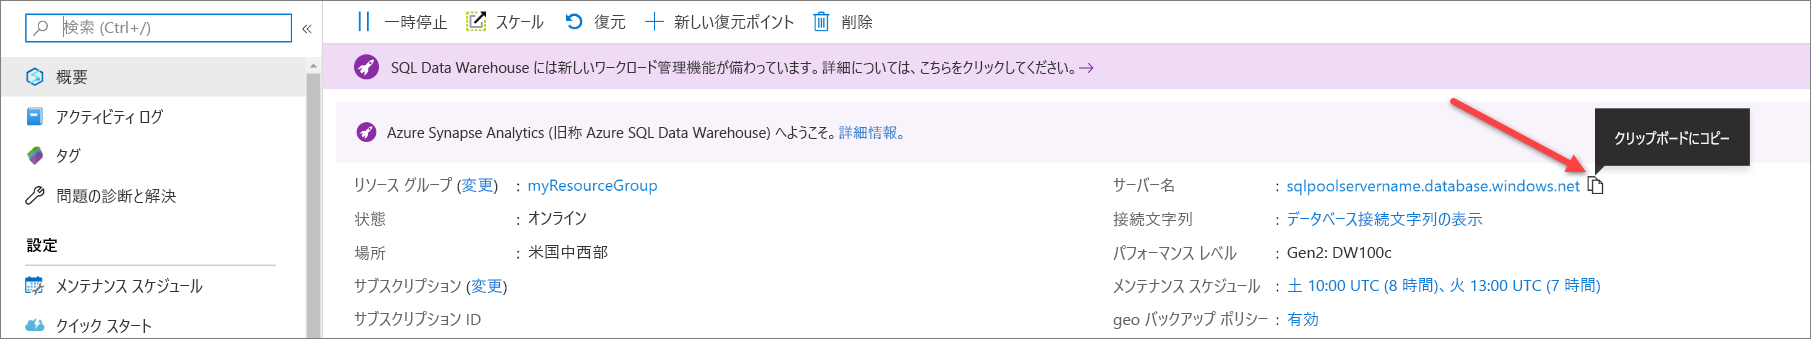 検索 (Ctrl+/)
«
概要
アクティビティ ログ
タグ
問題の診断と解決
設定
メンテナンス スケジュール
クイック スタート
一時停止 スケール 復元 新しい復元ポイント 削除
SQL Data Warehouse には新しいワークロード管理機能が備わっています。詳細については、こちらをクリックしてください。→
Azure Synapse Analytics (旧称 Azure SQL Data Warehouse) へようこそ。詳細情報。
クリップボードにコピー
リソース グループ (変更) : myResourceGroup
状態 : オンライン
場所 : 米国中西部
サブスクリプション (変更)
サブスクリプション ID
サーバー名 : sqlpoolservername.database.windows.net
接続文字列 : データベース接続文字列の表示
パフォーマンス レベル : Gen2: DW100c
メンテナンス スケジュール : 土 10:00 UTC (8 時間)、火 13:00 UTC (7 時間)
geo バックアップ ポリシー : 有効